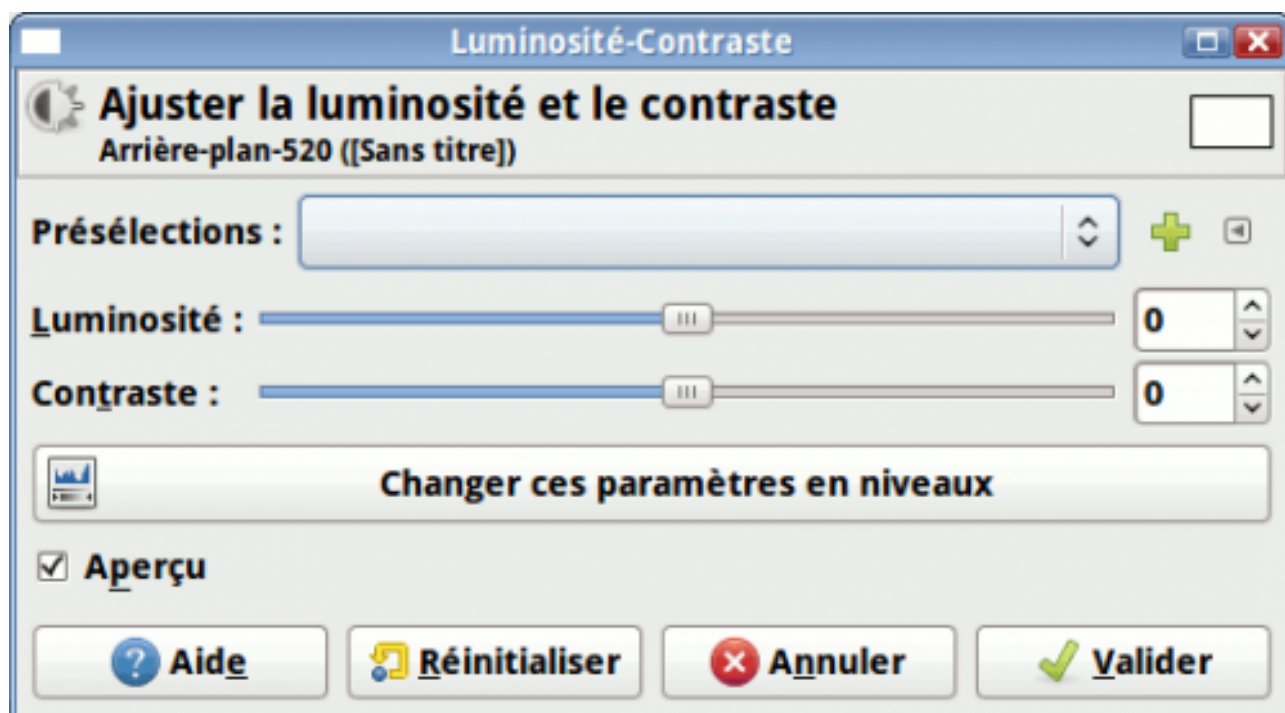 Luminosité-Contraste
Ajuster la luminosité et le contraste
Arrière-plan-520 ([Sans titre])
Présélections :
Luminosité : 0
Contraste : 0
Changer ces paramètres en niveaux
Aperçu
Aide Réinitialiser Annuler Valider